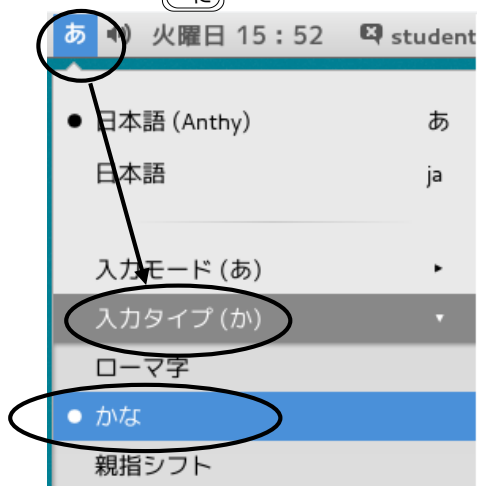 に
あ 火曜日 15 : 52 student
日本語 (Anthy) あ
日本語 ja
入力モード (あ)
入力タイプ (か)
ローマ字
かな
親指シフト